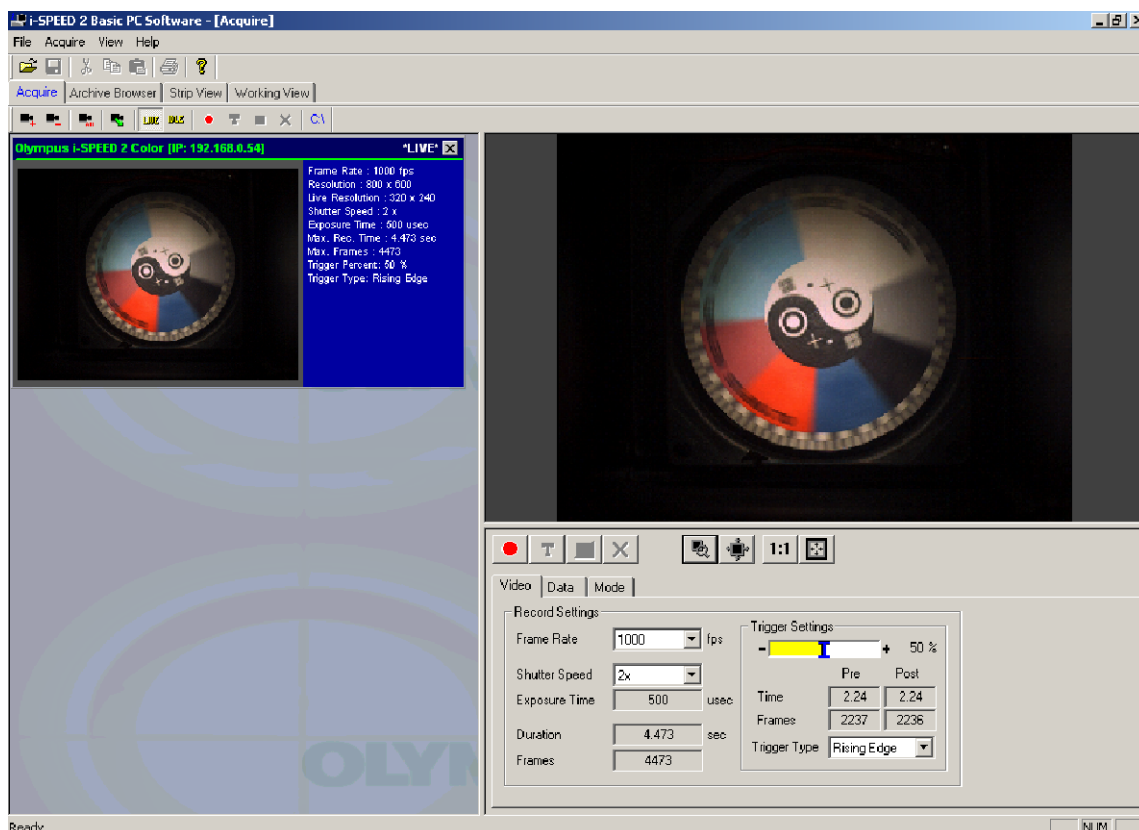 i-SPEED 2 Basic PC Software - [Acquire]
File Acquire View Help
Acquire Archive Browser Strip View Working View
LIVE C:\
Olympus i-SPEED 2 Color [IP: 192.168.0.54] *LIVE*
Frame Rate : 1000 fps
Resolution : 800 x 600
Live Resolution : 320 x 240
Shutter Speed : 2 x
Exposure Time : 500 usec
Max. Rec. Time : 4.473 sec
Max. Frames : 4473
Trigger Percent: 50 %
Trigger Type: Rising Edge
OLYM
T 1:1
Video Data Mode
Record Settings
Frame Rate 1000 fps
Shutter Speed 2x
Exposure Time 500 usec
Duration 4.473 sec
Frames 4473
Trigger Settings
- + 50 %
Pre Post
Time 2.24 2.24
Frames 2237 2236
Trigger Type Rising Edge
Ready NUM